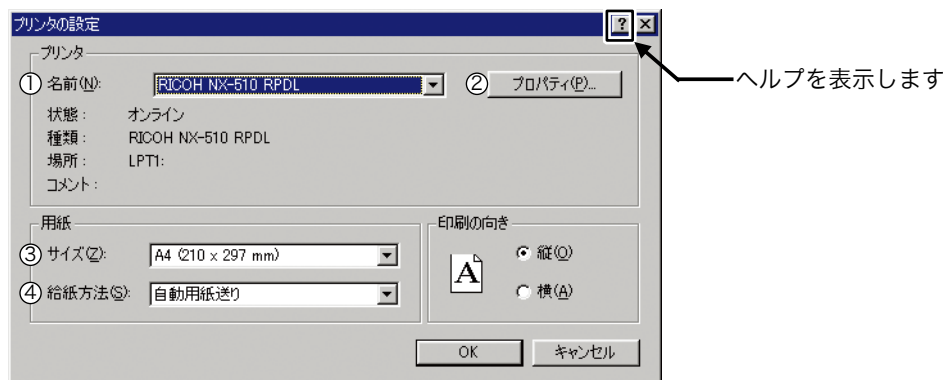 プリンタの設定
?
プリンタ
① 名前(N):
RICOH NX-510 RPDL
② プロパティ(P)...
ヘルプを表示します
状態: オンライン
種類: RICOH NX-510 RPDL
場所: LPT1:
コメント:
用紙
③ サイズ(Z): A4 (210 x 297 mm)
④ 給紙方法(S): 自動用紙送り
印刷の向き
A
縦(O)
横(A)
OK
キャンセル